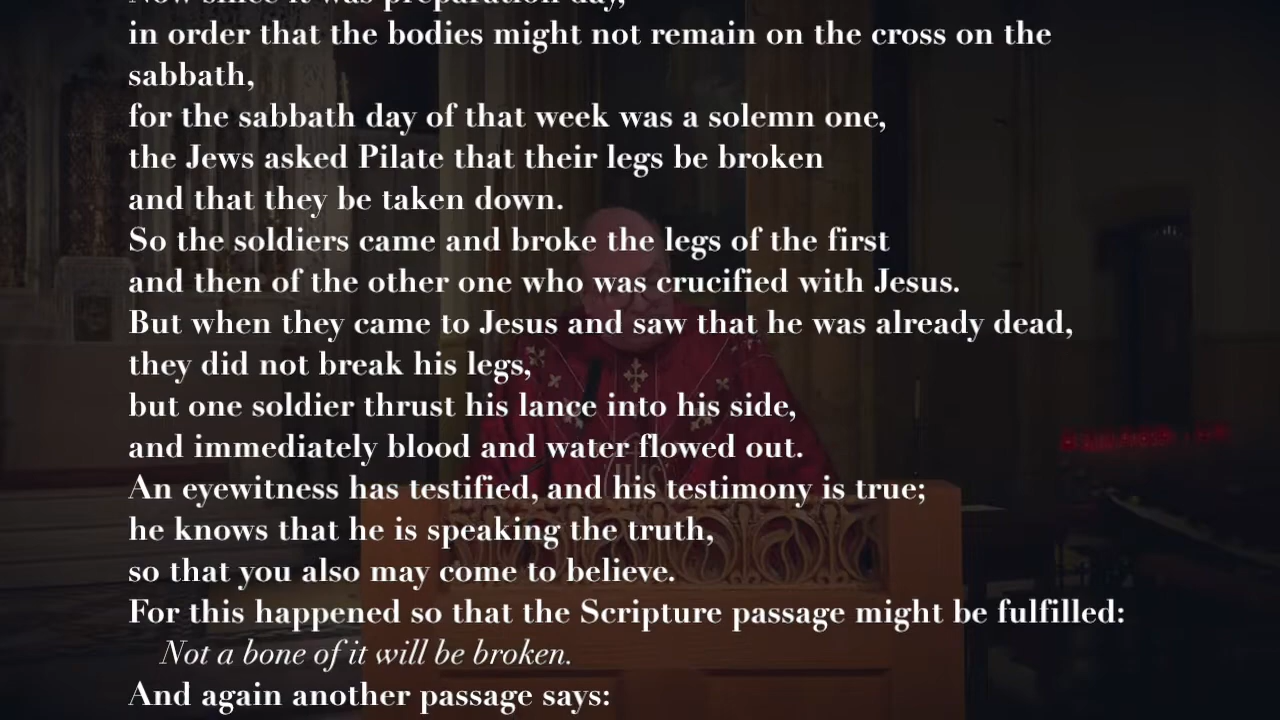 Now since it was preparation day,
in order that the bodies might not remain on the cross on the
sabbath,
for the sabbath day of that week was a solemn one,
the Jews asked Pilate that their legs be broken
and that they be taken down.
So the soldiers came and broke the legs of the first
and then of the other one who was crucified with Jesus.
But when they came to Jesus and saw that he was already dead,
they did not break his legs,
but one soldier thrust his lance into his side,
and immediately blood and water flowed out.
An eyewitness has testified, and his testimony is true;
he knows that he is speaking the truth,
so that you also may come to believe.
For this happened so that the Scripture passage might be fulfilled:
Not a bone of it will be broken.
And again another passage says: